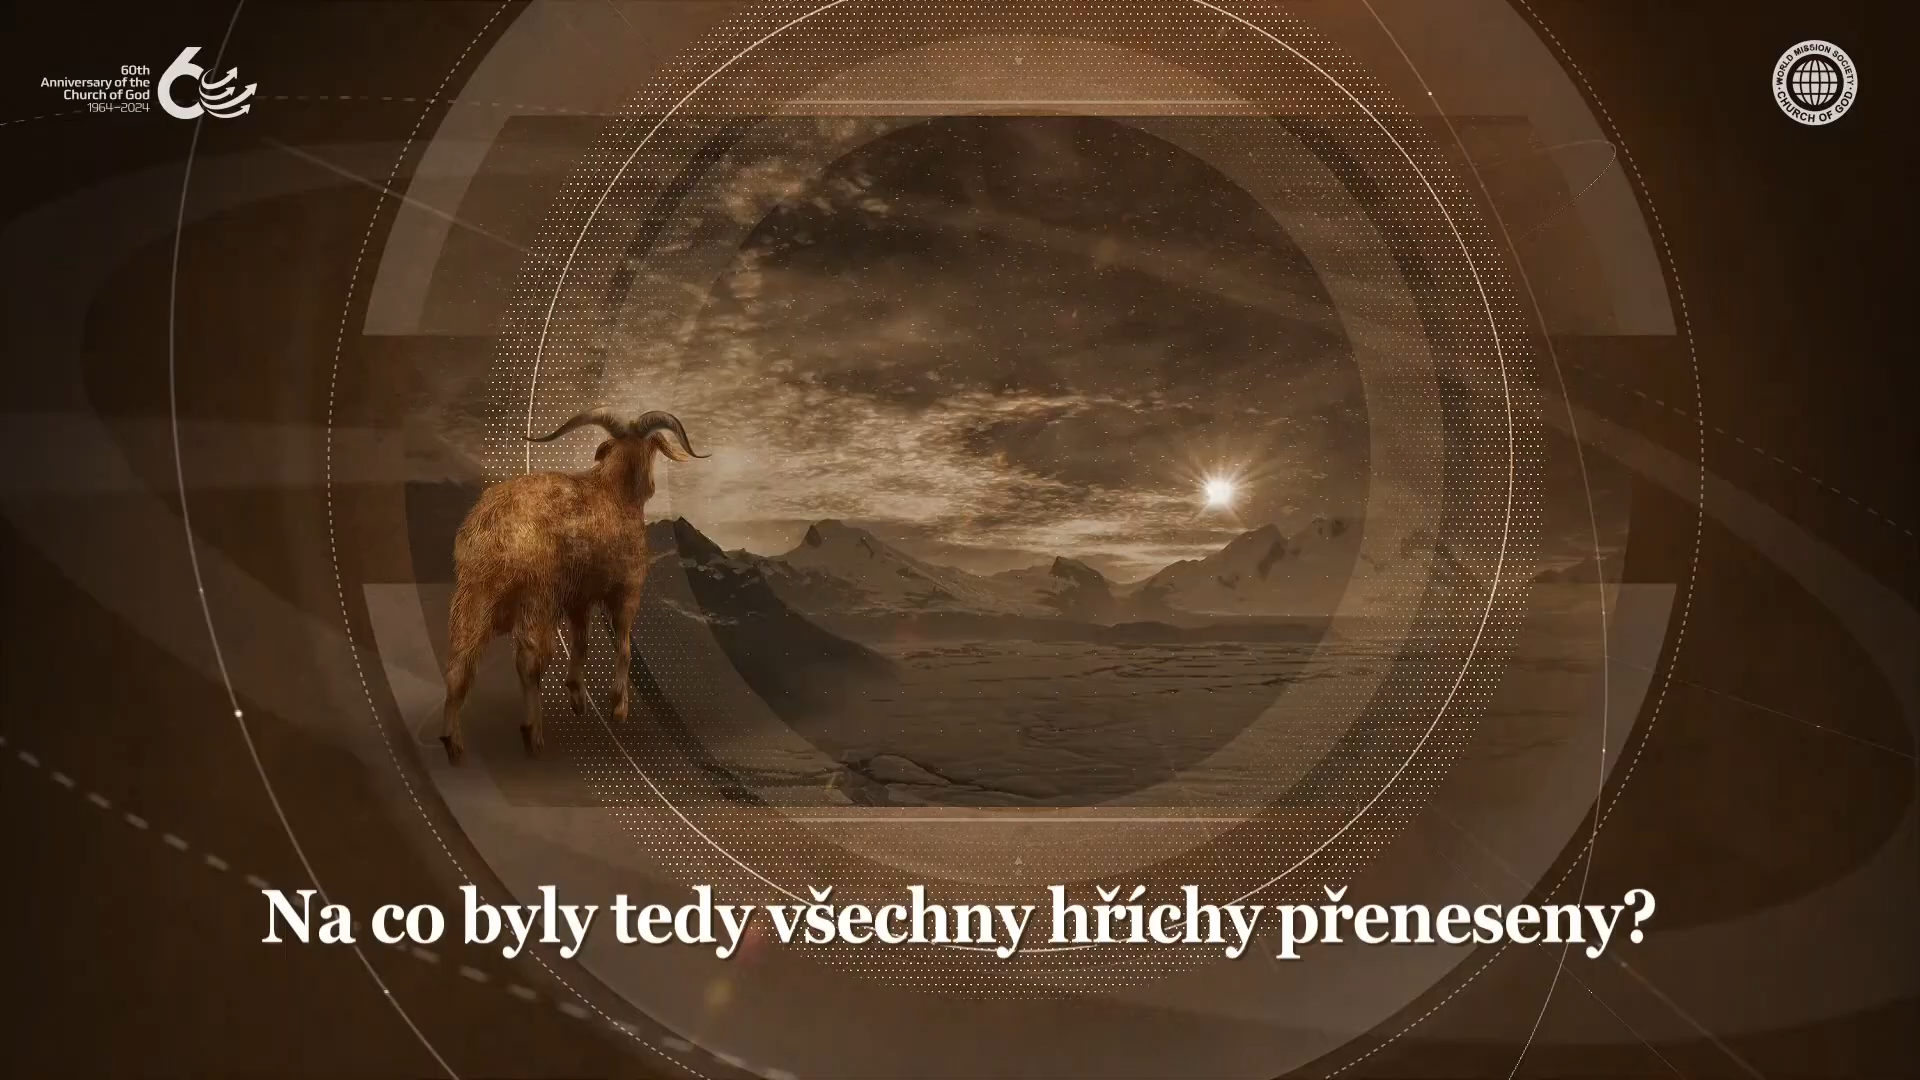 60th
Anniversary of the
Church of God
1964–2024
WORLD MISSION SOCIETY
CHURCH OF GOD
Na co byly tedy všechny hříchy přeneseny?